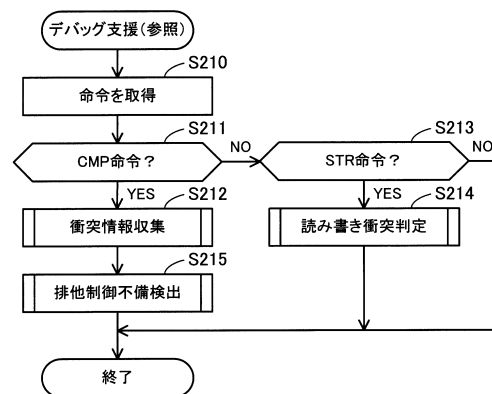 デバッグ支援(参照)
S210
命令を取得
S211
CMP命令?
NO
S213
STR命令?
NO
YES
S212
衝突情報収集
YES
S214
読み書き衝突判定
S215
排他制御不備検出
終了